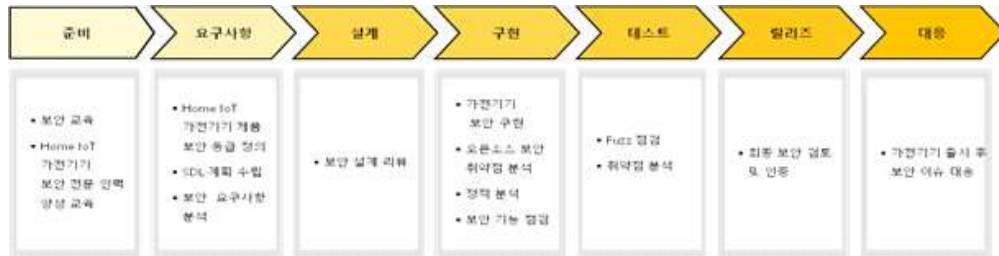 준비
요구사항
설계
구현
테스트
릴리즈
대응
• 보안 교육
• Home IoT
가전기기
보안 전문 인력
양성 교육
• Home IoT
가전기기 제품
보안 등급 정의
• SDL 계획 수립
• 보안 요구사항
분석
• 보안 설계 리뷰
• 가전기기
보안 구현
• 오픈소스 보안
취약점 분석
• 정적 분석
• 보안 기능 점검
• Fuzz 점검
• 취약점 분석
• 최종 보안 검토
및 인증
• 가전기기 출시 후
보안 이슈 대응